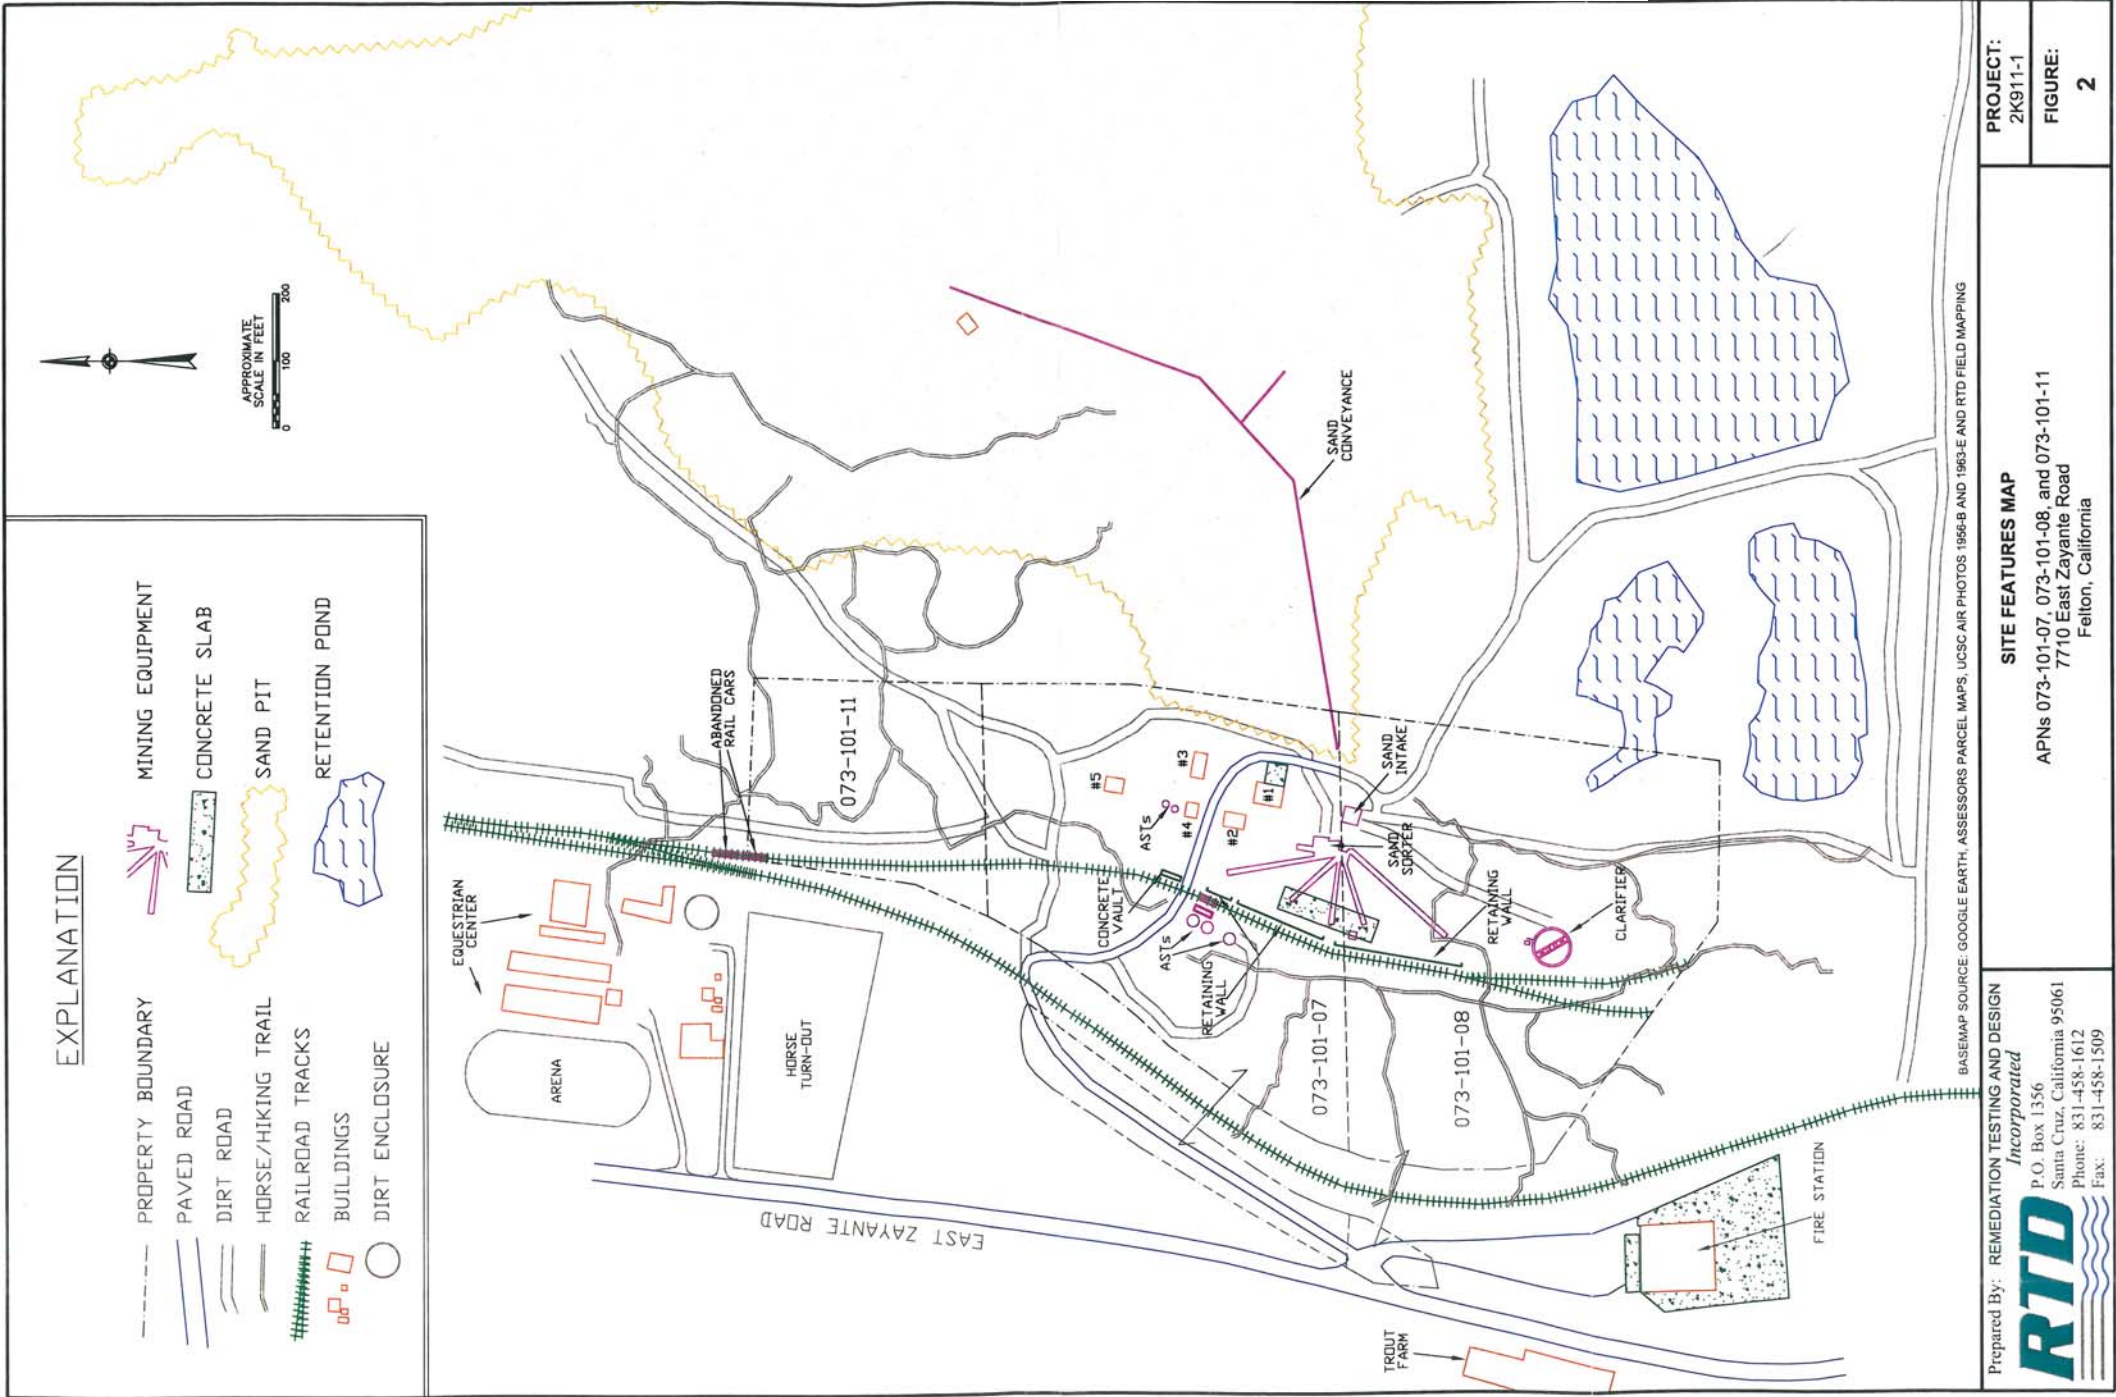 EXPLANATION
PROPERTY BOUNDARY
PAVED ROAD
DIRT ROAD
HORSE/HIKING TRAIL
RAILROAD TRACKS
BUILDINGS
DIRT ENCLOSURE
MINING EQUIPMENT
CONCRETE SLAB
SAND PIT
RETENTION POND
APPROXIMATE
SCALE IN FEET
0 100 200
EQUESTRIAN
CENTER
ARENA
HORSE
TURN-OUT
EAST ZAYANTE ROAD
ABANDONED
RAIL CARS
073-101-11
#5
#3
ASTs
#4
#1
#2
CONCRETE
VAULT
ASTs
RETAINING
WALL
SAND
CONVEYANCE
SAND
INTAKE
SAND
SORTER
RETAINING
WALL
CLARIFIER
073-101-07
073-101-08
FIRE STATION
TROUT
FARM
BASEMAP SOURCE: GOOGLE EARTH, ASSESSORS PARCEL MAPS, UCSC AIR PHOTOS 1956-B AND 1963-E AND RTD FIELD MAPPING
Prepared By: REMEDIATION TESTING AND DESIGN
Incorporated
RTD
P.O. Box 1356
Santa Cruz, California 95061
Phone: 831-458-1612
Fax: 831-458-1509
SITE FEATURES MAP
APNs 073-101-07, 073-101-08, and 073-101-11
7710 East Zayante Road
Felton, California
PROJECT:
2K911-1
FIGURE:
2